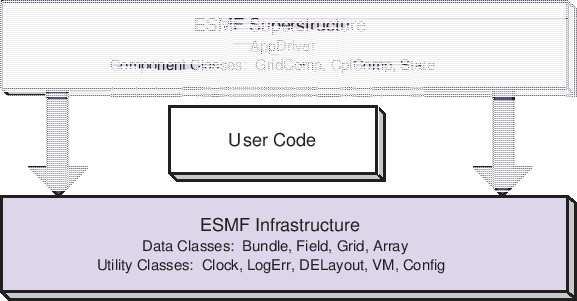 ESMF Superstructure
AppDriver
Component Classes: GridComp, CplComp, State
User Code
ESMF Infrastructure
Data Classes: Bundle, Field, Grid, Array
Utility Classes: Clock, LogErr, DELayout, VM, Config